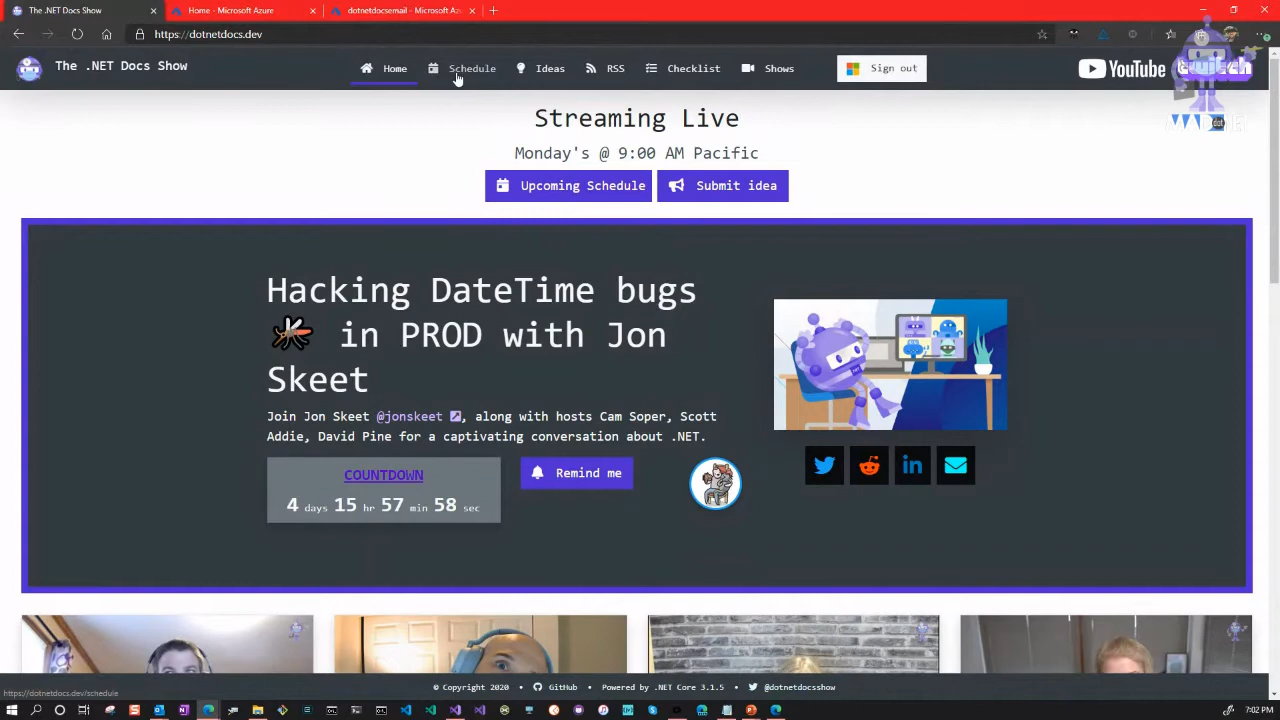 The .NET Docs Show
Home - Microsoft Azure
dotnetdocsemail - Microsoft Az
https://dotnetdocs.dev
The .NET Docs Show
Home
Schedule
Ideas
RSS
Checklist
Shows
Sign out
YouTube
twitch
Streaming Live
Monday's @ 9:00 AM Pacific
Upcoming Schedule
Submit idea
Hacking DateTime bugs
🦟 in PROD with Jon
Skeet
Join Jon Skeet @jonskeet, along with hosts Cam Soper, Scott
Addie, David Pine for a captivating conversation about .NET.
COUNTDOWN
4 days 15 hr 57 min 58 sec
Remind me
https://dotnetdocs.dev/schedule
© Copyright 2020 • GitHub • Powered by .NET Core 3.1.5 • @dotnetdocsshow
7:02 PM